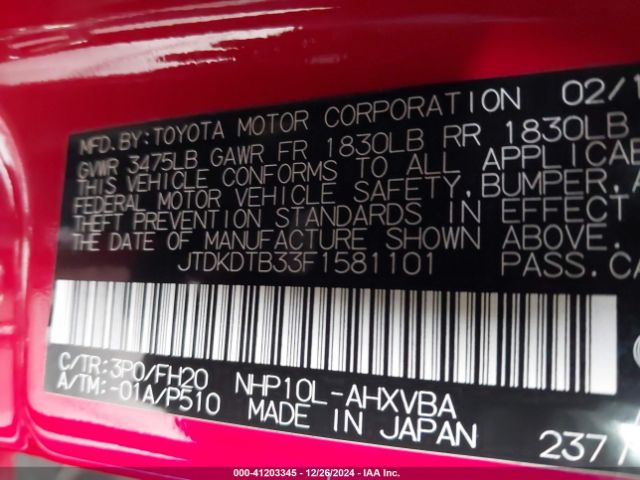 MFD. BY: TOYOTA MOTOR CORPORATION 02/1
GVWR 3475LB GAWR FR 1830LB RR 1830LB
THIS VEHICLE CONFORMS TO ALL APPLICAB
FEDERAL MOTOR VEHICLE SAFETY, BUMPER, A
THEFT PREVENTION STANDARDS IN EFFECT
THE DATE OF MANUFACTURE SHOWN ABOVE.
JTDKDTB33F1581101 PASS.CA
C/TR:3P0/FH20 NHP10L-AHXVBA
A/TM:-01A/P510 MADE IN JAPAN
237
000-41203345 - 12/26/2024 - IAA Inc.